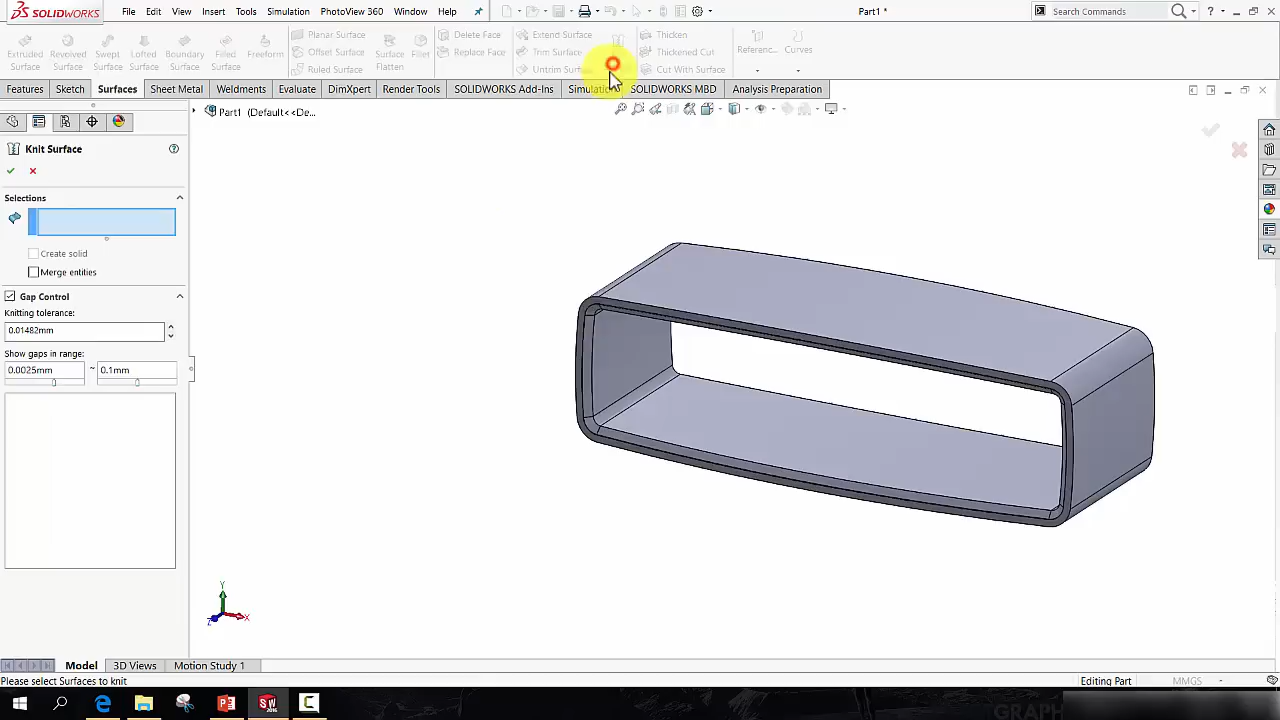 SOLIDWORKS File Edit View Insert Tools Simulation PhotoView 360 Window Help Part1 * Search Commands ?
Extruded Surface
Revolved Surface
Swept Surface
Lofted Surface
Boundary Surface
Filled Surface
Freeform
Planar Surface
Offset Surface
Ruled Surface
Surface Flatten
Fillet
Delete Face
Replace Face
Extend Surface
Trim Surface
Untrim Surf
Thicken
Thickened Cut
Cut With Surface
Referenc...
Curves
Features Sketch Surfaces Sheet Metal Weldments Evaluate DimXpert Render Tools SOLIDWORKS Add-Ins Simulation SOLIDWORKS MBD Analysis Preparation
Part1 (Default<<De...
Knit Surface
Selections
Create solid
Merge entities
Gap Control
Knitting tolerance:
0.01482mm
Show gaps in range:
0.0025mm ~ 0.1mm
Y
X
Z
Model 3D Views Motion Study 1
Please select Surfaces to knit Editing Part MMGS
GRAPH